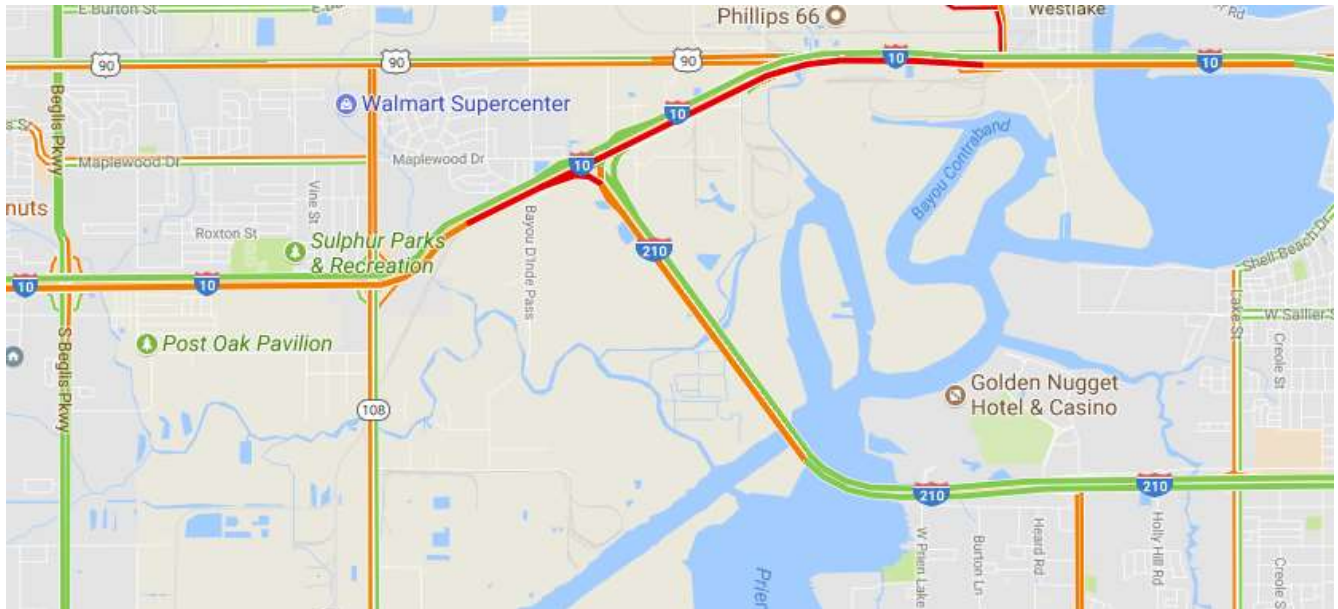 E Burton St
Phillips 66
Westlake
90
90
90
10
10
Walmart Supercenter
10
Beglis Pkwy
Maplewood Dr
Maplewood Dr
10
Bayou Contraband
nuts
Vine St
Roxton St
Sulphur Parks
& Recreation
Bayou D'Inde Pass
210
Shell Beach Dr
10
10
Lake St
W Sallier S
Post Oak Pavilion
S Beglis Pkwy
Creole St
Golden Nugget
Hotel & Casino
108
210
210
W Prien Lake
Burton Ln
Heard Rd
Holly Hill Rd
Creole S
Prien